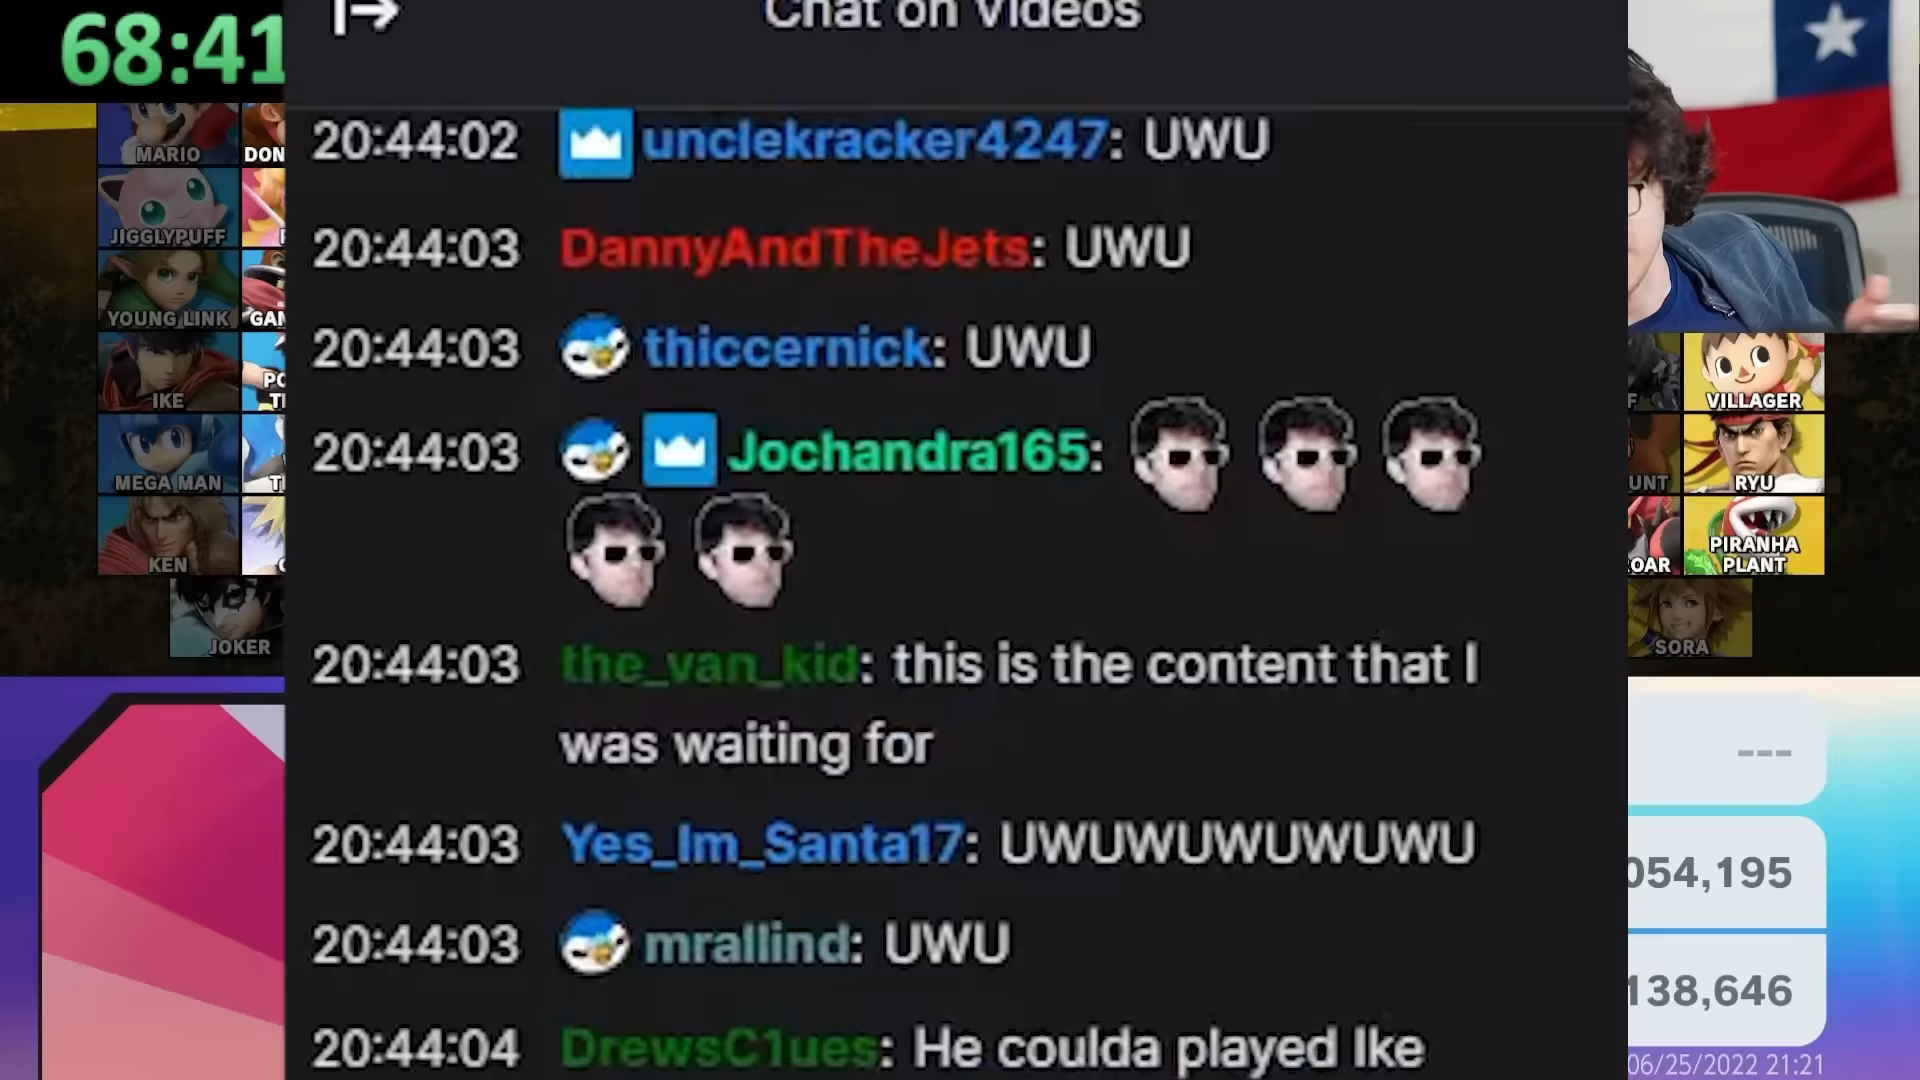 68:41
Chat on Videos
20:44:02 unclekracker4247: UWU
20:44:03 DannyAndTheJets: UWU
20:44:03 thiccernick: UWU
20:44:03 Jochandra165:
20:44:03 the_van_kid: this is the content that I
was waiting for
20:44:03 Yes_Im_Santa17: UWUWUWUWUWU
20:44:03 mrallind: UWU
20:44:04 DrewsC1ues: He coulda played Ike
MARIO
DON
JIGGLYPUFF
YOUNG LINK
GAN
IKE
MEGA MAN
KEN
JOKER
VILLAGER
UNT
RYU
OAR
PIRANHA
PLANT
SORA
---
054,195
138,646
06/25/2022 21:21